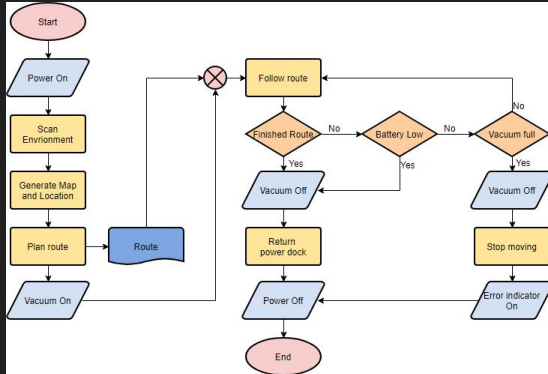 Start
Power On
Scan
Envrionment
Generate Map
and Location
Plan route
Vacuum On
Route
Follow route
Finished Route
No
Battery Low
No
Vacuum full
No
Yes
Yes
Yes
Vacuum Off
Vacuum Off
Return
power dock
Stop moving
Power Off
Error indicator
On
End